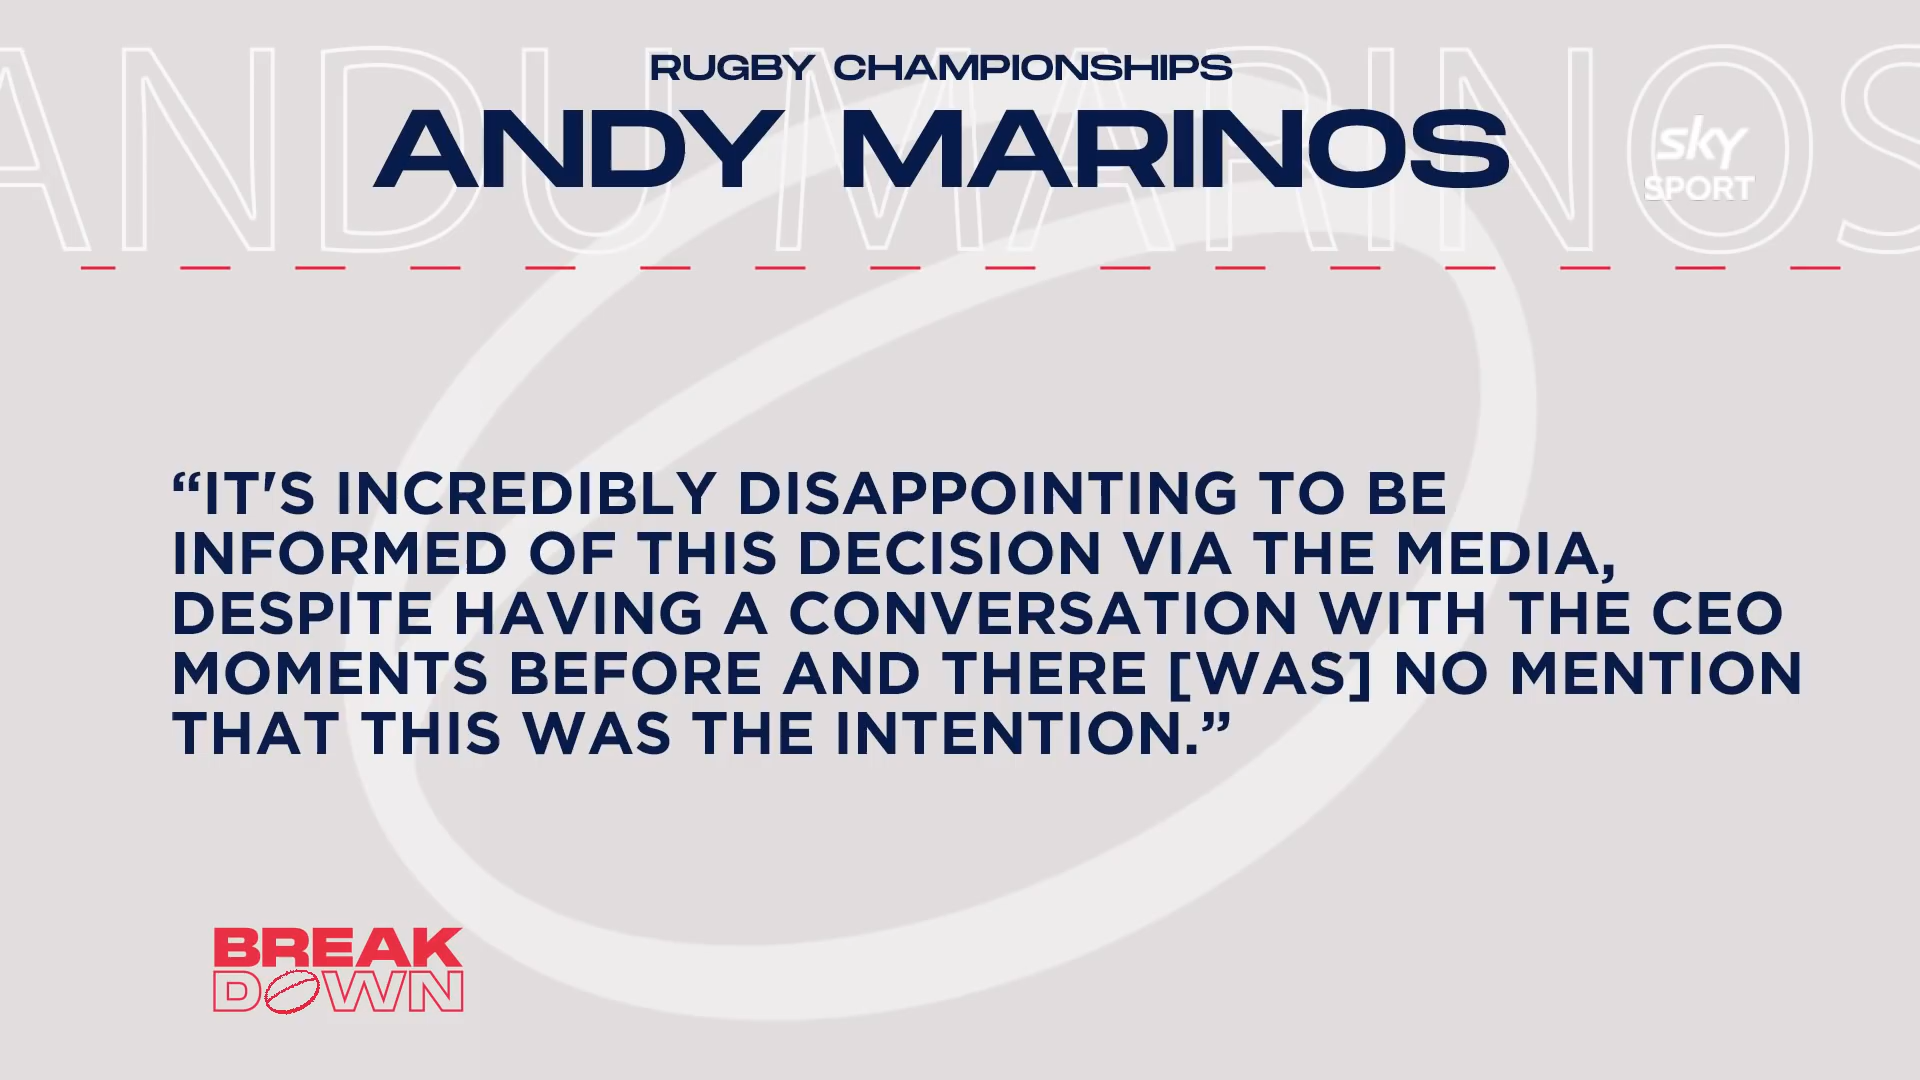 ANDU MARINOS
RUGBY CHAMPIONSHIPS
ANDY MARINOS
sky
SPORT
“IT'S INCREDIBLY DISAPPOINTING TO BE
INFORMED OF THIS DECISION VIA THE MEDIA,
DESPITE HAVING A CONVERSATION WITH THE CEO
MOMENTS BEFORE AND THERE [WAS] NO MENTION
THAT THIS WAS THE INTENTION.”
BREAK
DOWN